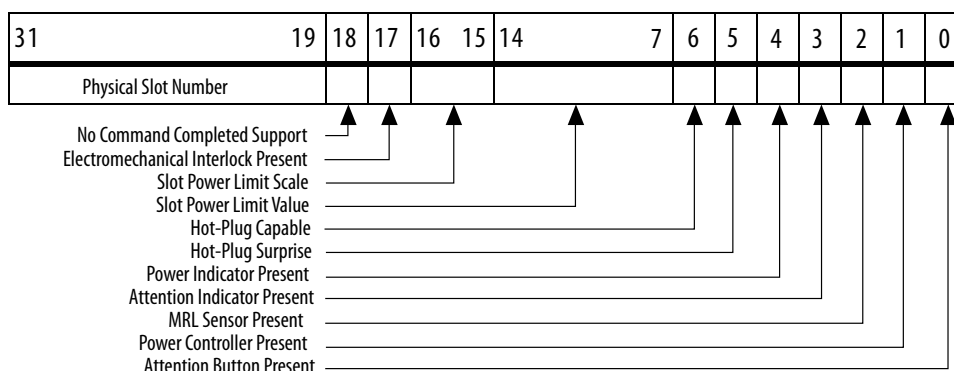 31 19 18 17 16 15 14 7 6 5 4 3 2 1 0
Physical Slot Number
No Command Completed Support
Electromechanical Interlock Present
Slot Power Limit Scale
Slot Power Limit Value
Hot-Plug Capable
Hot-Plug Surprise
Power Indicator Present
Attention Indicator Present
MRL Sensor Present
Power Controller Present
Attention Button Present